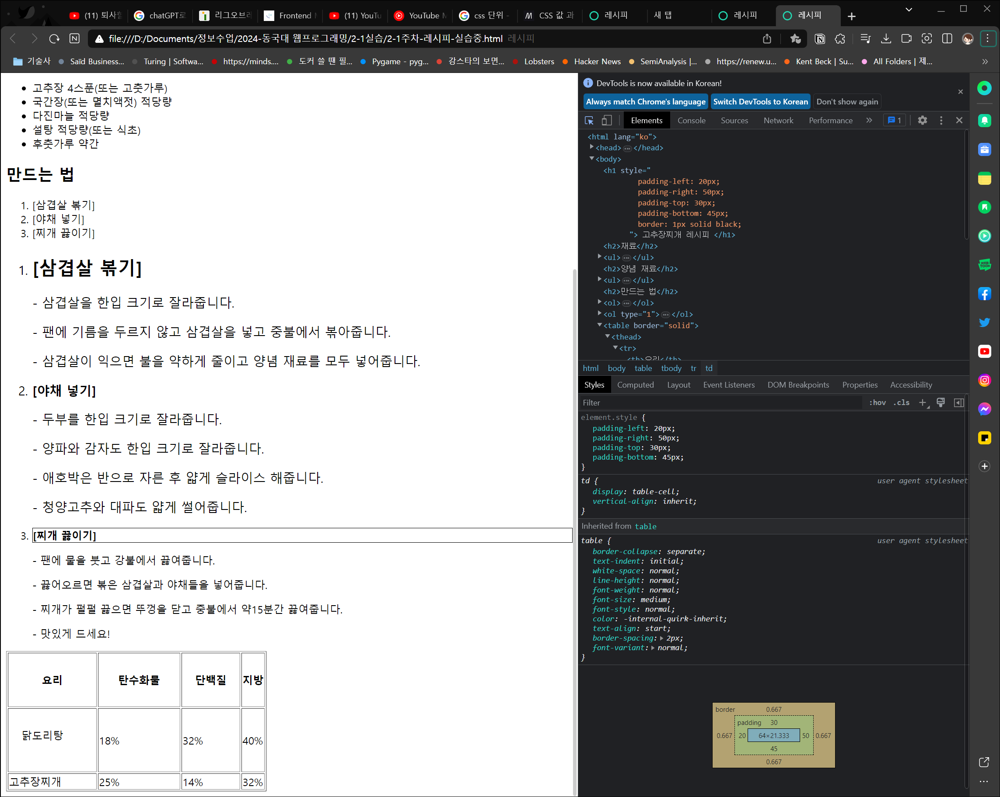 (11) 퇴사할
chatGPT로
리그오브레
Frontend
(11) YouTu
YouTube M
css 단위 -
CSS 값 과
레시피
새 탭
레시피
레시피
file:///D:/Documents/정보수업/2024-동국대 웹프로그래밍/2-1실습/2-1주차-레시피-실습중.html 레시피
기술사
Saïd Business...
Turing | Softwa...
https://minds....
도커 쓸 땐 필...
Pygame - pyg...
강스타의 보면...
Lobsters
Hacker News
SemiAnalysis |...
https://renew.u...
Kent Beck | Su...
All Folders | 제...
• 고추장 4스푼(또는 고춧가루)
• 국간장(또는 멸치액젓) 적당량
• 다진마늘 적당량
• 설탕 적당량(또는 식초)
• 후춧가루 약간
만드는 법
1. [삼겹살 볶기]
2. [야채 넣기]
3. [찌개 끓이기]
1. [삼겹살 볶기]
- 삼겹살을 한입 크기로 잘라줍니다.
- 팬에 기름을 두르지 않고 삼겹살을 넣고 중불에서 볶아줍니다.
- 삼겹살이 익으면 불을 약하게 줄이고 양념 재료를 모두 넣어줍니다.
2. [야채 넣기]
- 두부를 한입 크기로 잘라줍니다.
- 양파와 감자도 한입 크기로 잘라줍니다.
- 애호박은 반으로 자른 후 얇게 슬라이스 해줍니다.
- 청양고추와 대파도 얇게 썰어줍니다.
3. [찌개 끓이기]
- 팬에 물을 붓고 강불에서 끓여줍니다.
- 끓어오르면 볶은 삼겹살과 야채들을 넣어줍니다.
- 찌개가 펄펄 끓으면 뚜껑을 닫고 중불에서 약15분간 끓여줍니다.
- 맛있게 드세요!
요리 탄수화물 단백질 지방
닭도리탕 18% 32% 40%
고추장찌개 25% 14% 32%
DevTools is now available in Korean!
Always match Chrome's language
Switch DevTools to Korean
Don't show again
Elements Console Sources Network Performance » 1
<html lang="ko">
<head>…</head>
<body>
<h1 style="
padding-left: 20px;
padding-right: 50px;
padding-top: 30px;
padding-bottom: 45px;
border: 1px solid black;
"> 고추장찌개 레시피 </h1>
<h2>재료</h2>
<ul>…</ul>
<h2>양념 재료</h2>
<ul>…</ul>
<h2>만드는 법</h2>
<ol>…</ol>
<ol type="1">…</ol>
<table border="solid">
<thead>
<tr>
<th>요리</th>
html body table tbody tr td
Styles Computed Layout Event Listeners DOM Breakpoints Properties Accessibility
Filter :hov .cls
element.style {
padding-left: 20px;
padding-right: 50px;
padding-top: 30px;
padding-bottom: 45px;
}
td { user agent stylesheet
display: table-cell;
vertical-align: inherit;
}
Inherited from table
table { user agent stylesheet
border-collapse: separate;
text-indent: initial;
white-space: normal;
line-height: normal;
font-weight: normal;
font-size: medium;
font-style: normal;
color: -internal-quirk-inherit;
text-align: start;
border-spacing: 2px;
font-variant: normal;
}
border 0.667
padding 30
0.667 20 64×21.333 50 0.667
45
0.667
WEB
TOON